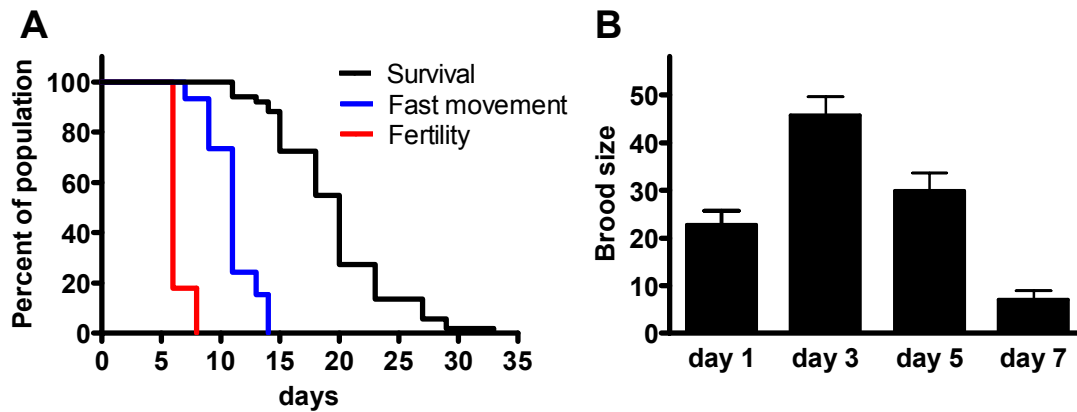 A
Percent of population
100
80
60
40
20
0
0 5 10 15 20 25 30 35
days
Survival
Fast movement
Fertility
B
Brood size
50
40
30
20
10
0
day 1 day 3 day 5 day 7